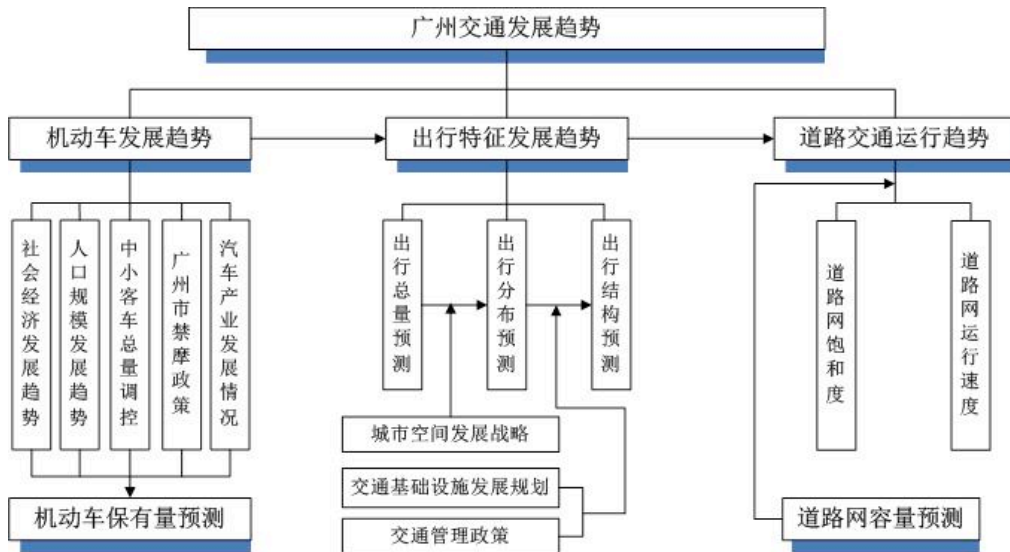 广州交通发展趋势
机动车发展趋势
出行特征发展趋势
道路交通运行趋势
社会经济发展趋势
人口规模发展趋势
中小客车总量调控
广州市禁摩政策
汽车产业发展情况
出行总量预测
出行分布预测
出行结构预测
道路网饱和度
道路网运行速度
城市空间发展战略
交通基础设施发展规划
交通管理政策
机动车保有量预测
道路网容量预测